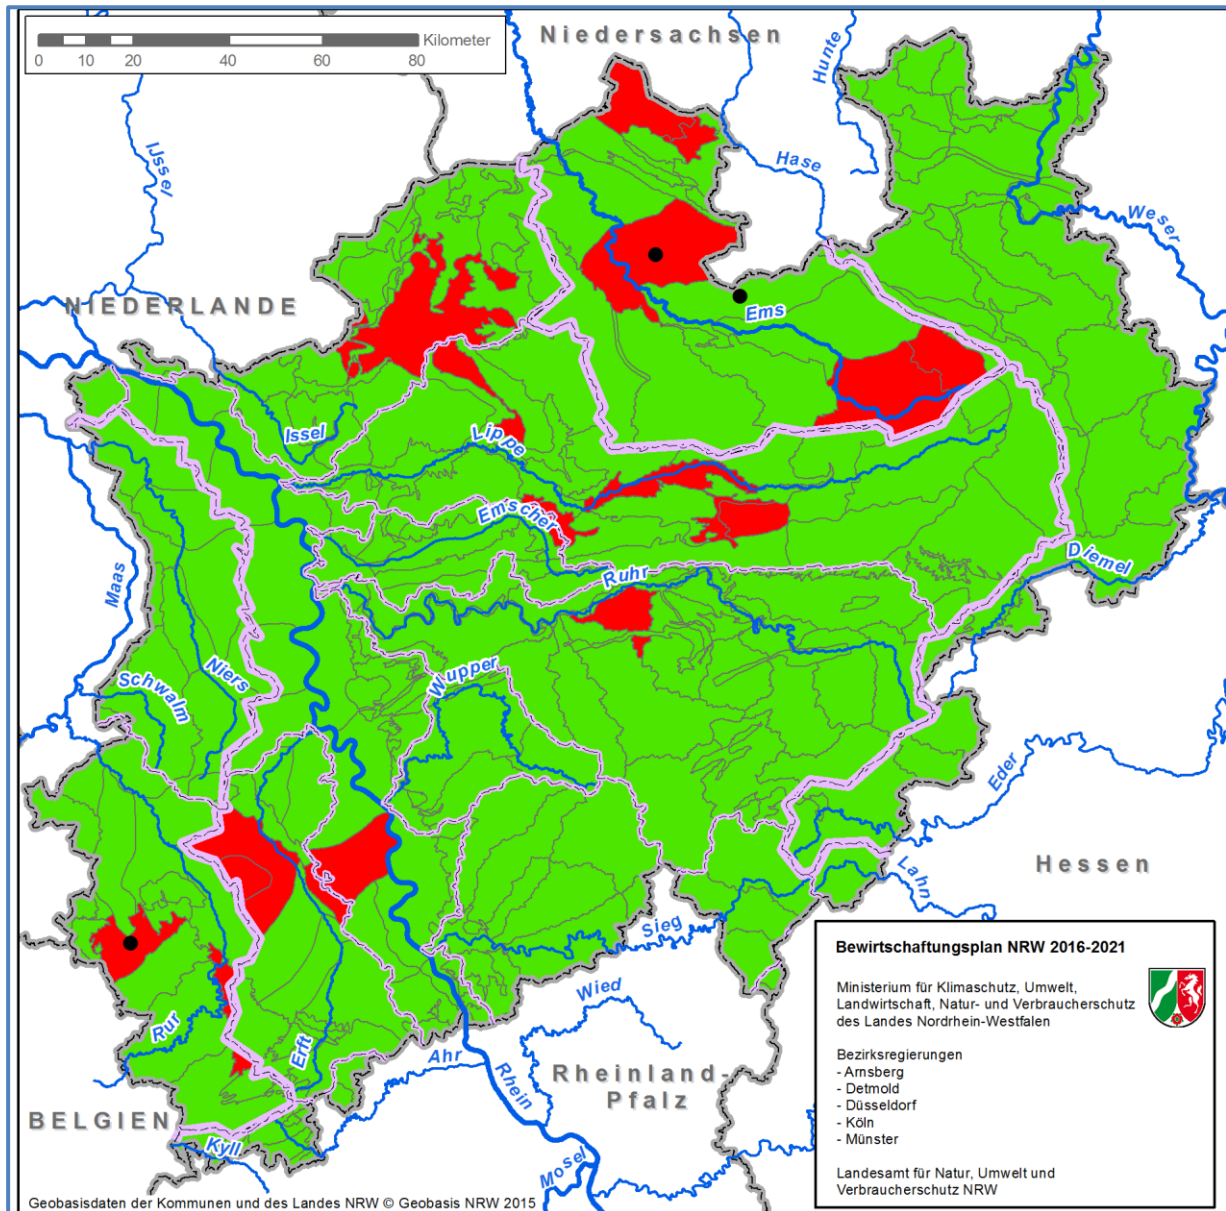 Kilometer
0 10 20 40 60 80
Niedersachsen
Hunte
IJssel
Hase
Weser
NIEDERLANDE
Ems
Issel
Lippe
Emscher
Maas
Ruhr
Diemel
Niers
Schwalm
Wupper
Eder
Hessen
Lahn
Sieg
Wied
Rur
Erft
Ahr
Rhein
Rheinland-
Pfalz
BELGIEN
Kyll
Mosel
Bewirtschaftungsplan NRW 2016-2021
Ministerium für Klimaschutz, Umwelt,
Landwirtschaft, Natur- und Verbraucherschutz
des Landes Nordrhein-Westfalen
Bezirksregierungen
- Arnsberg
- Detmold
- Düsseldorf
- Köln
- Münster
Landesamt für Natur, Umwelt und
Verbraucherschutz NRW
Geobasisdaten der Kommunen und des Landes NRW © Geobasis NRW 2015